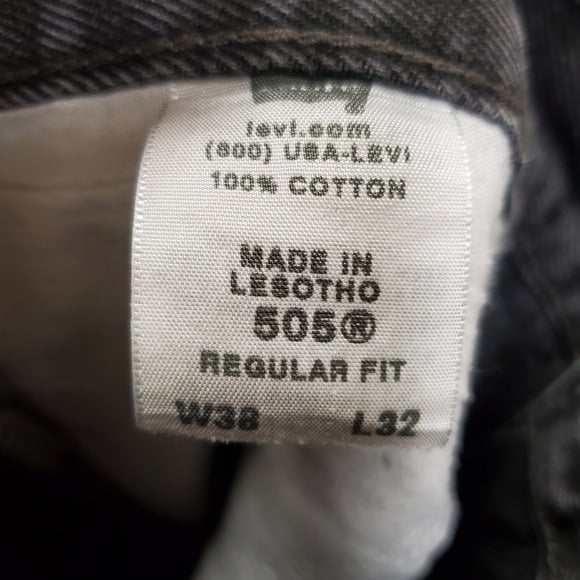 levi.com
(800) USA-LEVI
100% COTTON
MADE IN
LESOTHO
505®
REGULAR FIT
W38 L32